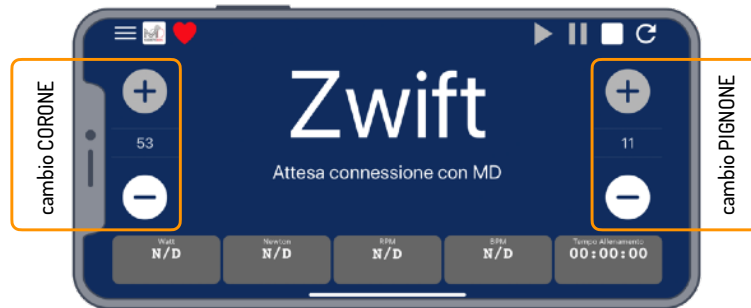 cambio CORONE
53
Zwift
Attesa connessione con MD
11
cambio PIGNONE
Watt
N/D
Newton
N/D
RPM
N/D
BPM
N/D
Tempo Allenamento
00:00:00